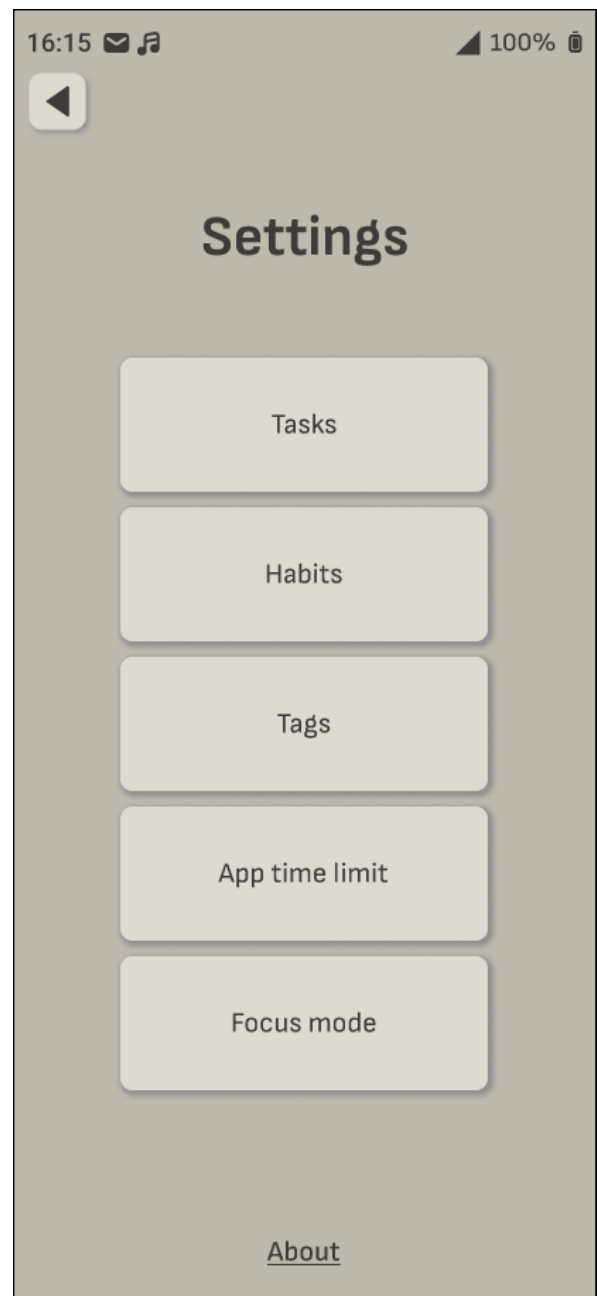 16:15 100%
Settings
Tasks
Habits
Tags
App time limit
Focus mode
About